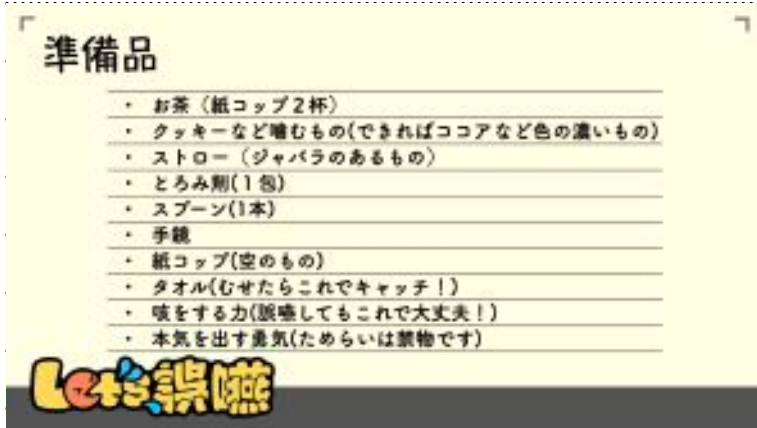 準備品
・ お茶（紙コップ２杯）
・ クッキーなど噛むもの(できればココアなど色の濃いもの)
・ ストロー（ジャバラのあるもの）
・ とろみ剤(１包)
・ スプーン(1本)
・ 手鏡
・ 紙コップ(空のもの)
・ タオル(むせたらこれでキャッチ！)
・ 咳をする力(誤嚥してもこれで大丈夫！)
・ 本気を出す勇気(ためらいは禁物です)
Let's誤嚥